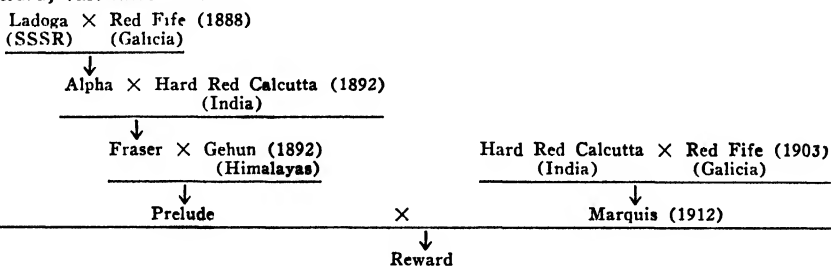 Ladoga × Red Fife (1888)
(SSSR) (Galicia)
Alpha × Hard Red Calcutta (1892)
(India)
Fraser × Gehun (1892) Hard Red Calcutta × Red Fife (1903)
(Himalayas) (India) (Galicia)
Prelude × Marquis (1912)
Reward